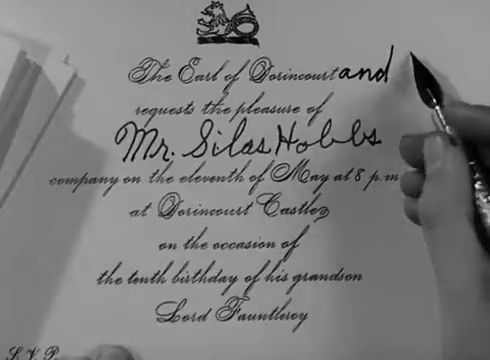 The Earl of Dorincourt and
requests the pleasure of
Mr. Silas Hobbs
company on the eleventh of May at 8 p.m
at Dorincourt Castle
on the occasion of
the tenth birthday of his grandson
Lord Fauntleroy
S. V. P.